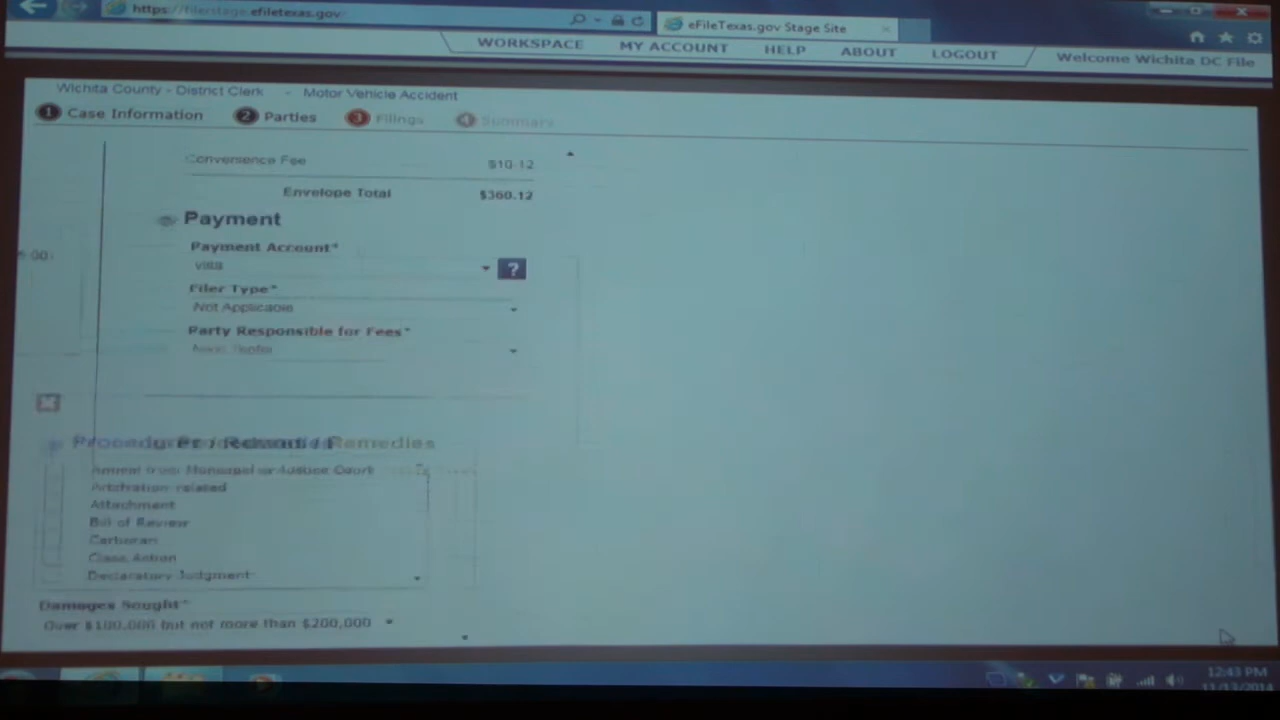 https://filerstage.efiletexas.gov
eFileTexas.gov Stage Site
WORKSPACE MY ACCOUNT HELP ABOUT LOGOUT Welcome Wichita DC File
Wichita County - District Clerk - Motor Vehicle Accident
1 Case Information 2 Parties 3 Filings 4 Summary
Convenience Fee $10.12
Envelope Total $360.12
Payment
Payment Account*
Visa
?
Filer Type*
Not Applicable
Party Responsible for Fees*
Remedies
Appeal from Municipal or Justice Court
Arbitration-related
Attachment
Bill of Review
Certiorari
Class Action
Declaratory Judgment
Damages Sought*
Over $100,000 but not more than $200,000
12:43 PM
11/13/2014